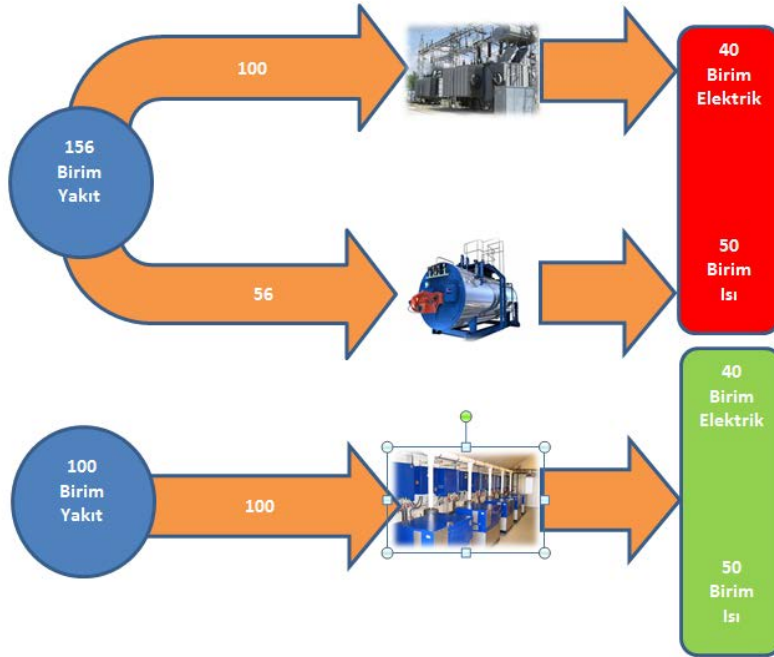 156
Birim
Yakıt
100
56
40
Birim
Elektrik
50
Birim
Isı
100
Birim
Yakıt
100
40
Birim
Elektrik
50
Birim
Isı